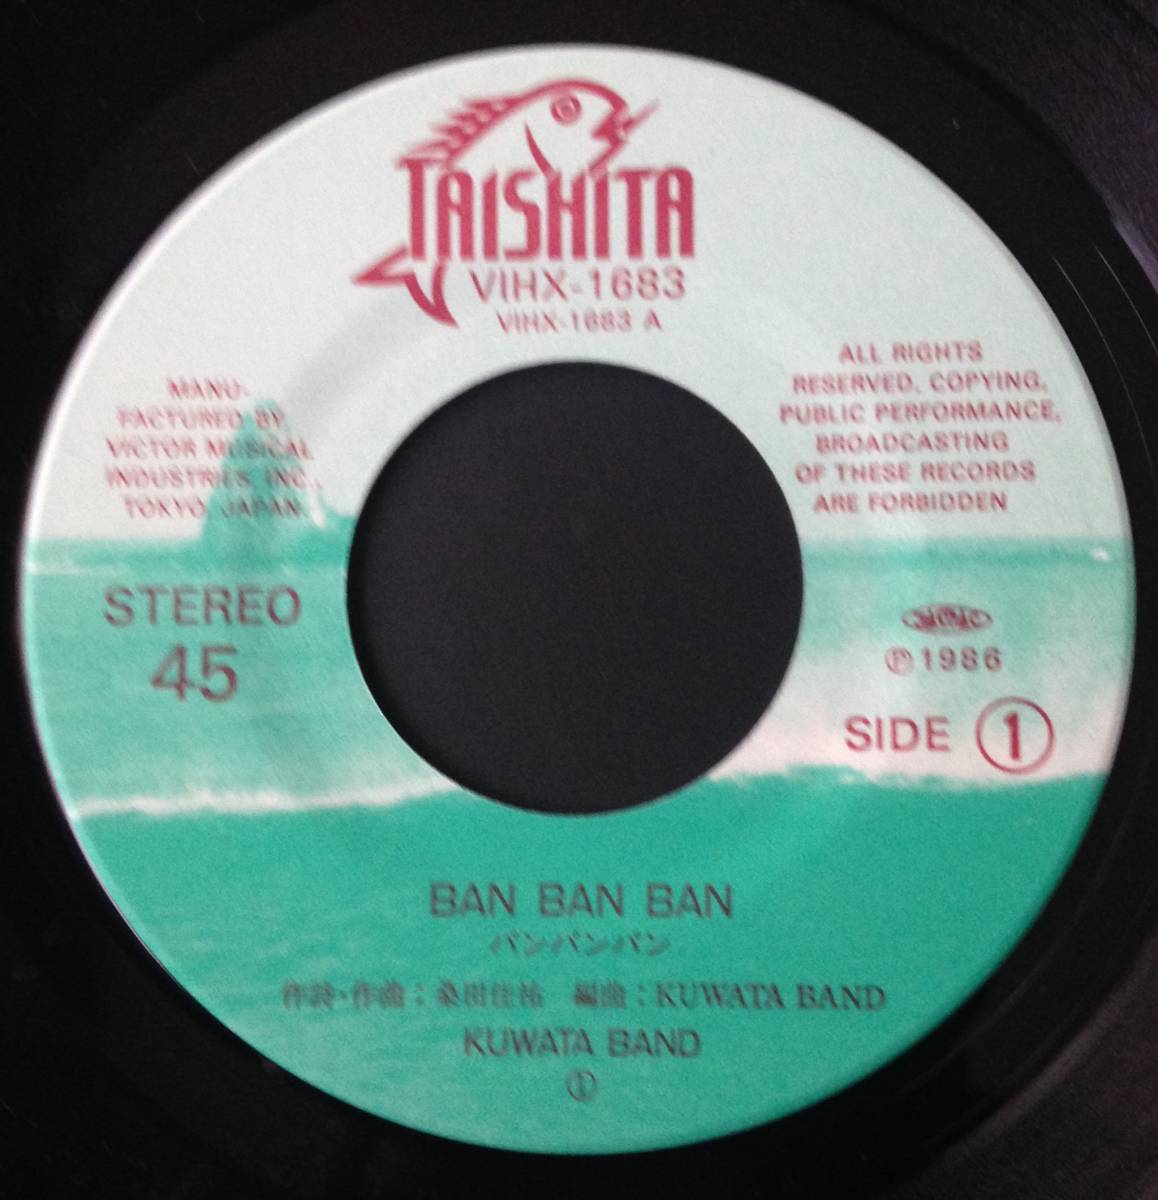 TAISHITA
VIHX-1683
VIHX-1683 A
MANU-
FACTURED BY
VICTOR MUSICAL
INDUSTRIES, INC.,
TOKYO, JAPAN
ALL RIGHTS
RESERVED. COPYING,
PUBLIC PERFORMANCE,
BROADCASTING
OF THESE RECORDS
ARE FORBIDDEN
STEREO
45
Ⓟ1986
SIDE ①
BAN BAN BAN
バンバンバン
作詩・作曲：桑田佳祐　編曲：KUWATA BAND
KUWATA BAND
①